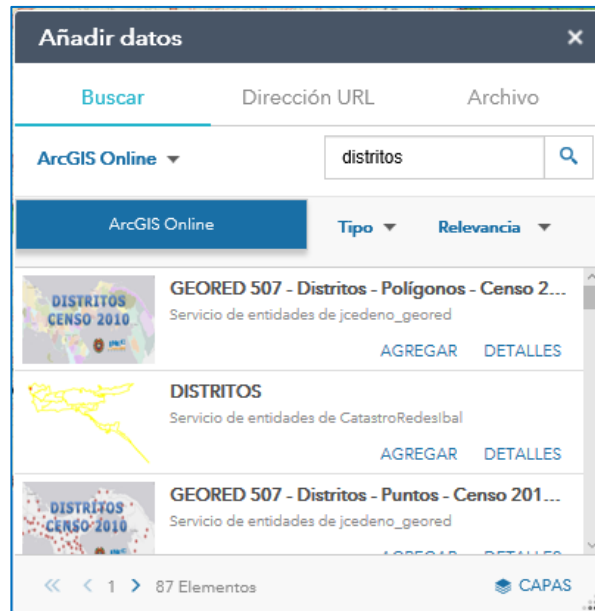 Añadir datos ×
Buscar Dirección URL Archivo
ArcGIS Online distritos
ArcGIS Online Tipo Relevancia
DISTRITOS
CENSO 2010
GEORED 507 - Distritos - Polígonos - Censo 2...
Servicio de entidades de jcedeno_geored
AGREGAR DETALLES
DISTRITOS
Servicio de entidades de CatastroRedesIbal
AGREGAR DETALLES
DISTRITOS
CENSO 2010
GEORED 507 - Distritos - Puntos - Censo 201...
Servicio de entidades de jcedeno_geored
AGREGAR DETALLES
1 87 Elementos CAPAS